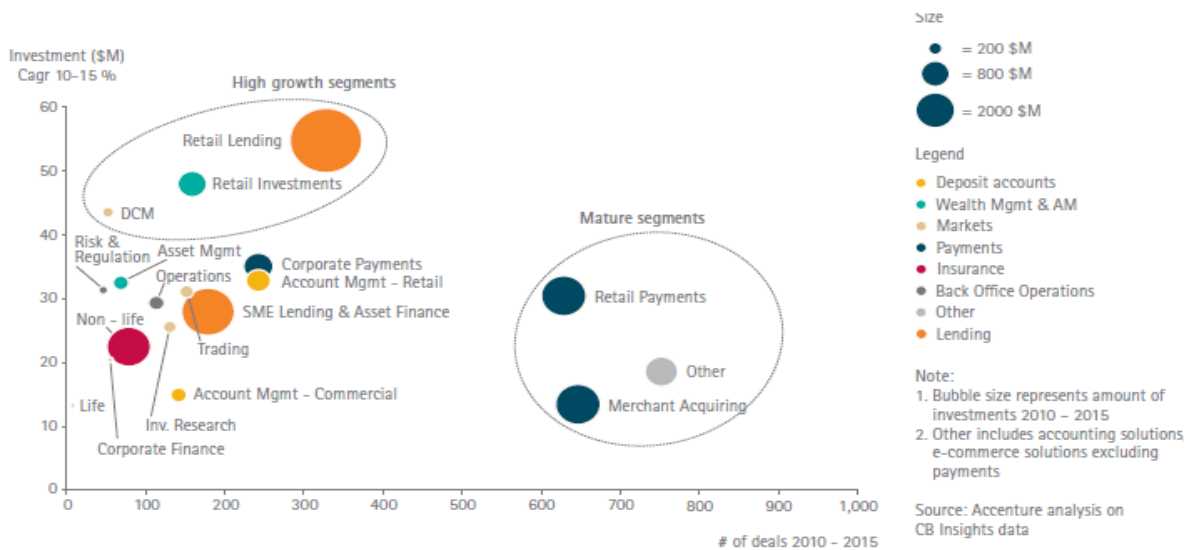 Size
= 200 $M
= 800 $M
= 2000 $M
Investment ($M)
Cagr 10-15 %
High growth segments
60
50
40
30
20
10
0
Retail Lending
Retail Investments
DCM
Risk &
Regulation
Asset Mgmt
Operations
Corporate Payments
Account Mgmt - Retail
SME Lending & Asset Finance
Non - life
Trading
Life
Account Mgmt - Commercial
Inv. Research
Corporate Finance
Mature segments
Retail Payments
Other
Merchant Acquiring
0
100
200
300
400
500
600
700
800
900
1,000
# of deals 2010 - 2015
Legend
Deposit accounts
Wealth Mgmt & AM
Markets
Payments
Insurance
Back Office Operations
Other
Lending
Note:
1. Bubble size represents amount of
investments 2010 - 2015
2. Other includes accounting solutions,
e-commerce solutions excluding
payments
Source: Accenture analysis on
CB Insights data